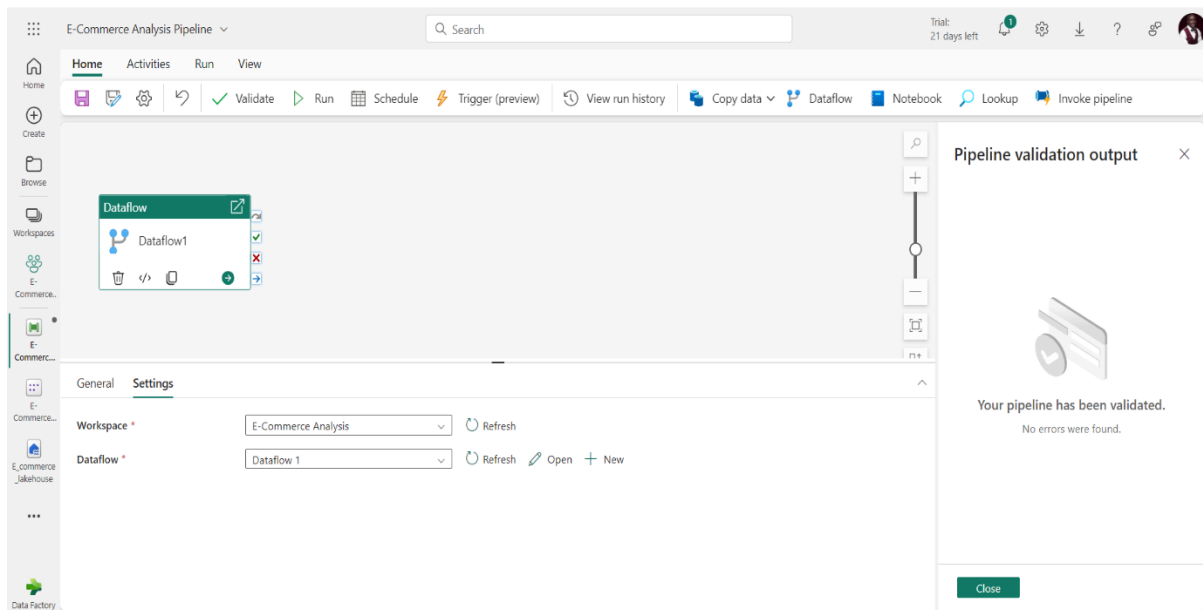 E-Commerce Analysis Pipeline
Search
Trial:
21 days left
1
Home
Activities
Run
View
Validate
Run
Schedule
Trigger (preview)
View run history
Copy data
Dataflow
Notebook
Lookup
Invoke pipeline
Home
Create
Browse
Workspaces
E-
Commerce..
E-
Commerc...
E-
Commerce...
E_commerce
_lakehouse
Data Factory
Dataflow
Dataflow1
General
Settings
Workspace *
E-Commerce Analysis
Refresh
Dataflow *
Dataflow 1
Refresh
Open
New
Pipeline validation output
Your pipeline has been validated.
No errors were found.
Close